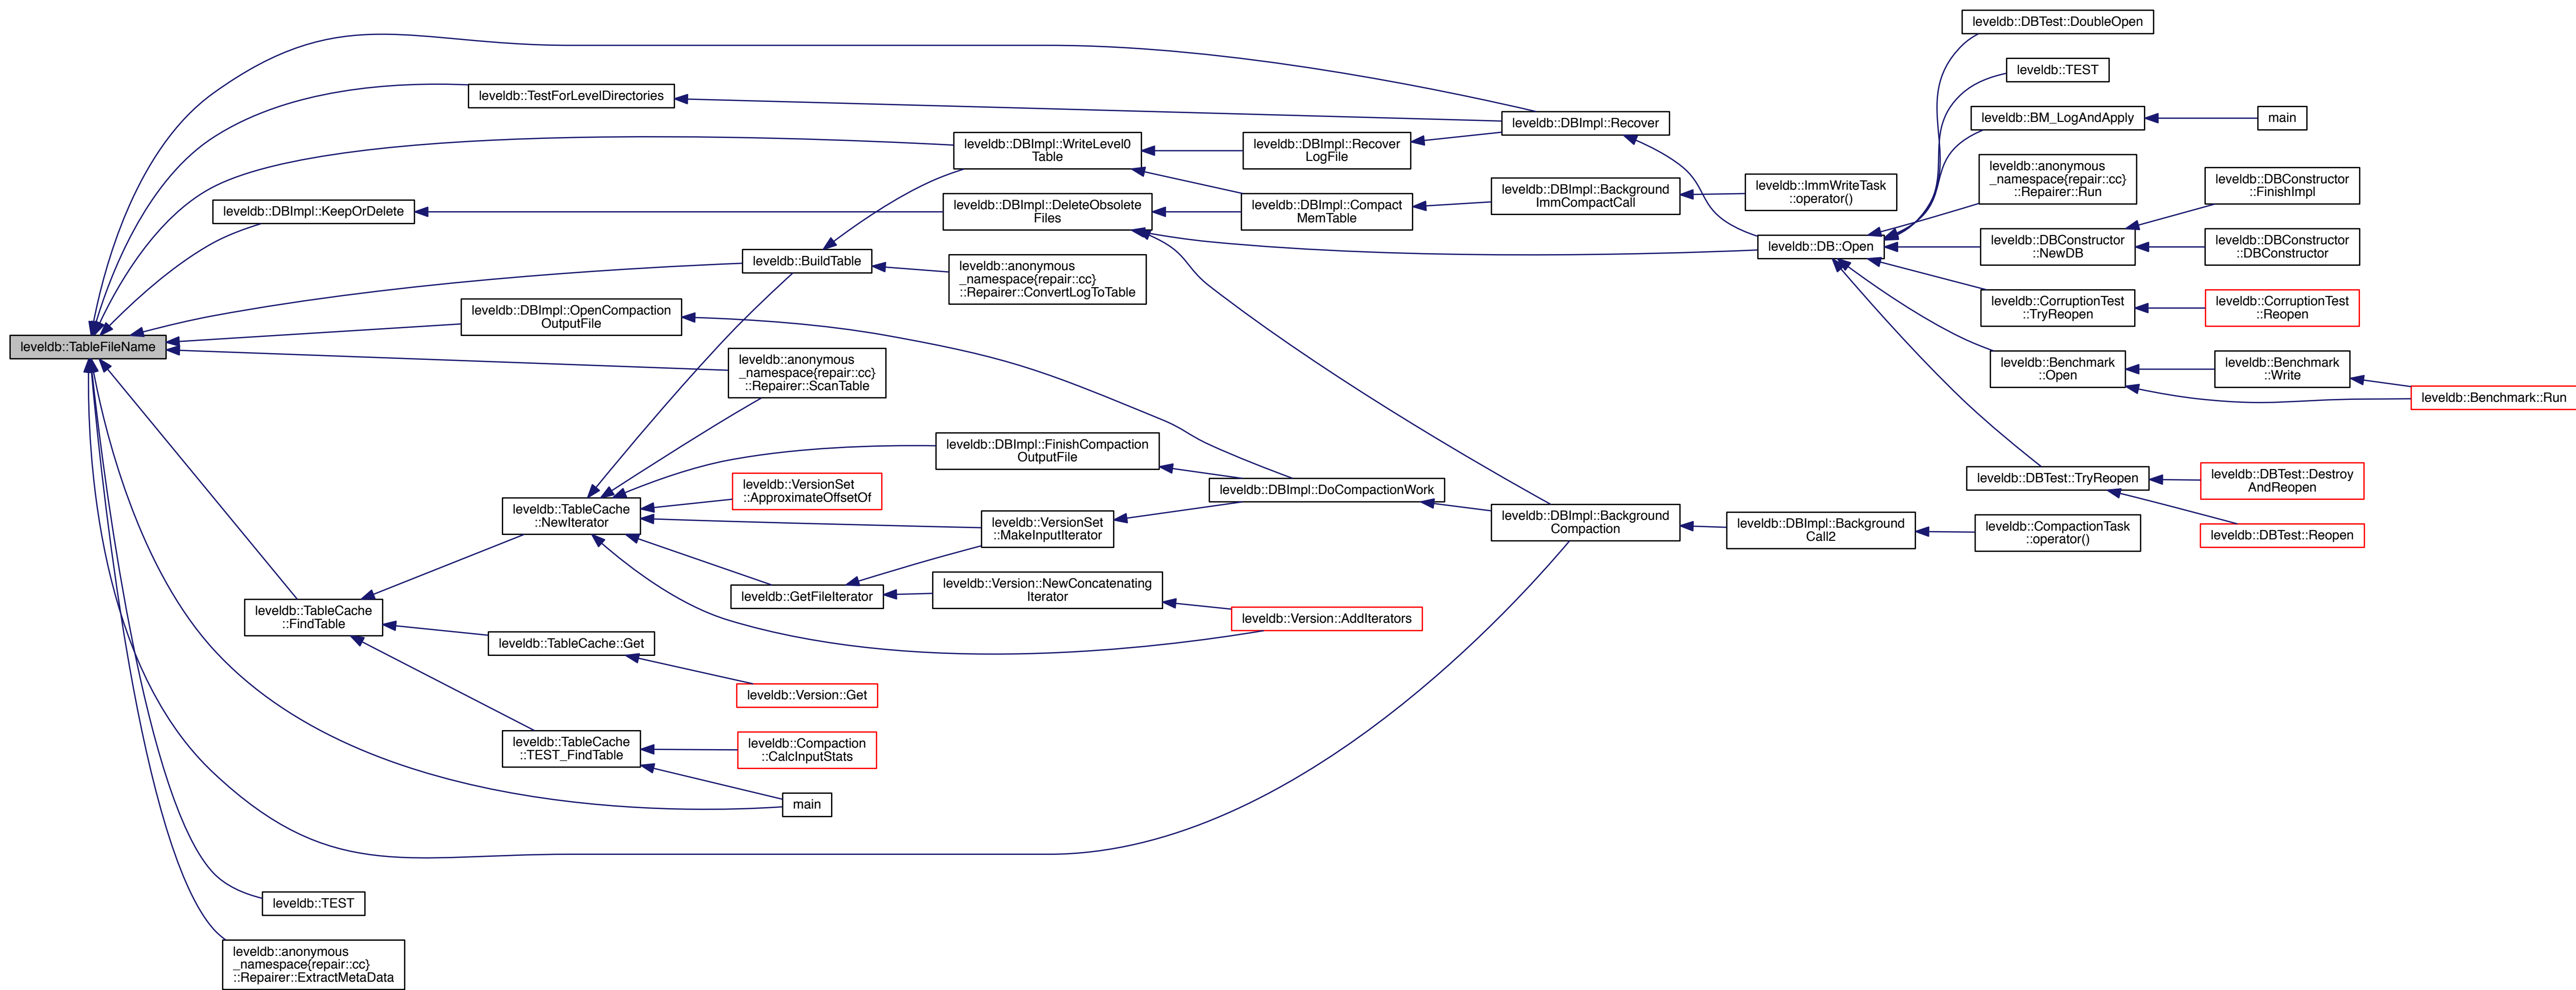 leveldb::DBTest::DoubleOpen
leveldb::TEST
leveldb::TestForLevelDirectories
leveldb::BM_LogAndApply
main
leveldb::DBImpl::Recover
leveldb::DBImpl::WriteLevel0
Table
leveldb::DBImpl::Recover
LogFile
leveldb::anonymous
_namespace{repair::cc}
::Repairer::Run
leveldb::DBImpl::Background
ImmCompactCall
leveldb::ImmWriteTask
::operator()
leveldb::DBConstructor
::FinishImpl
leveldb::DBImpl::KeepOrDelete
leveldb::DBImpl::DeleteObsolete
Files
leveldb::DBImpl::Compact
MemTable
leveldb::DB::Open
leveldb::DBConstructor
::NewDB
leveldb::DBConstructor
::DBConstructor
leveldb::BuildTable
leveldb::anonymous
_namespace{repair::cc}
::Repairer::ConvertLogToTable
leveldb::CorruptionTest
::TryReopen
leveldb::CorruptionTest
::Reopen
leveldb::DBImpl::OpenCompaction
OutputFile
leveldb::TableFileName
leveldb::anonymous
_namespace{repair::cc}
::Repairer::ScanTable
leveldb::Benchmark
::Open
leveldb::Benchmark
::Write
leveldb::Benchmark::Run
leveldb::DBImpl::FinishCompaction
OutputFile
leveldb::VersionSet
::ApproximateOffsetOf
leveldb::DBImpl::DoCompactionWork
leveldb::DBTest::TryReopen
leveldb::DBTest::Destroy
AndReopen
leveldb::TableCache
::NewIterator
leveldb::VersionSet
::MakeInputIterator
leveldb::DBImpl::Background
Compaction
leveldb::DBImpl::Background
Call2
leveldb::CompactionTask
::operator()
leveldb::DBTest::Reopen
leveldb::GetFileIterator
leveldb::Version::NewConcatenating
Iterator
leveldb::Version::AddIterators
leveldb::TableCache
::FindTable
leveldb::TableCache::Get
leveldb::Version::Get
leveldb::TableCache
::TEST_FindTable
leveldb::Compaction
::CalcInputStats
main
leveldb::TEST
leveldb::anonymous
_namespace{repair::cc}
::Repairer::ExtractMetaData